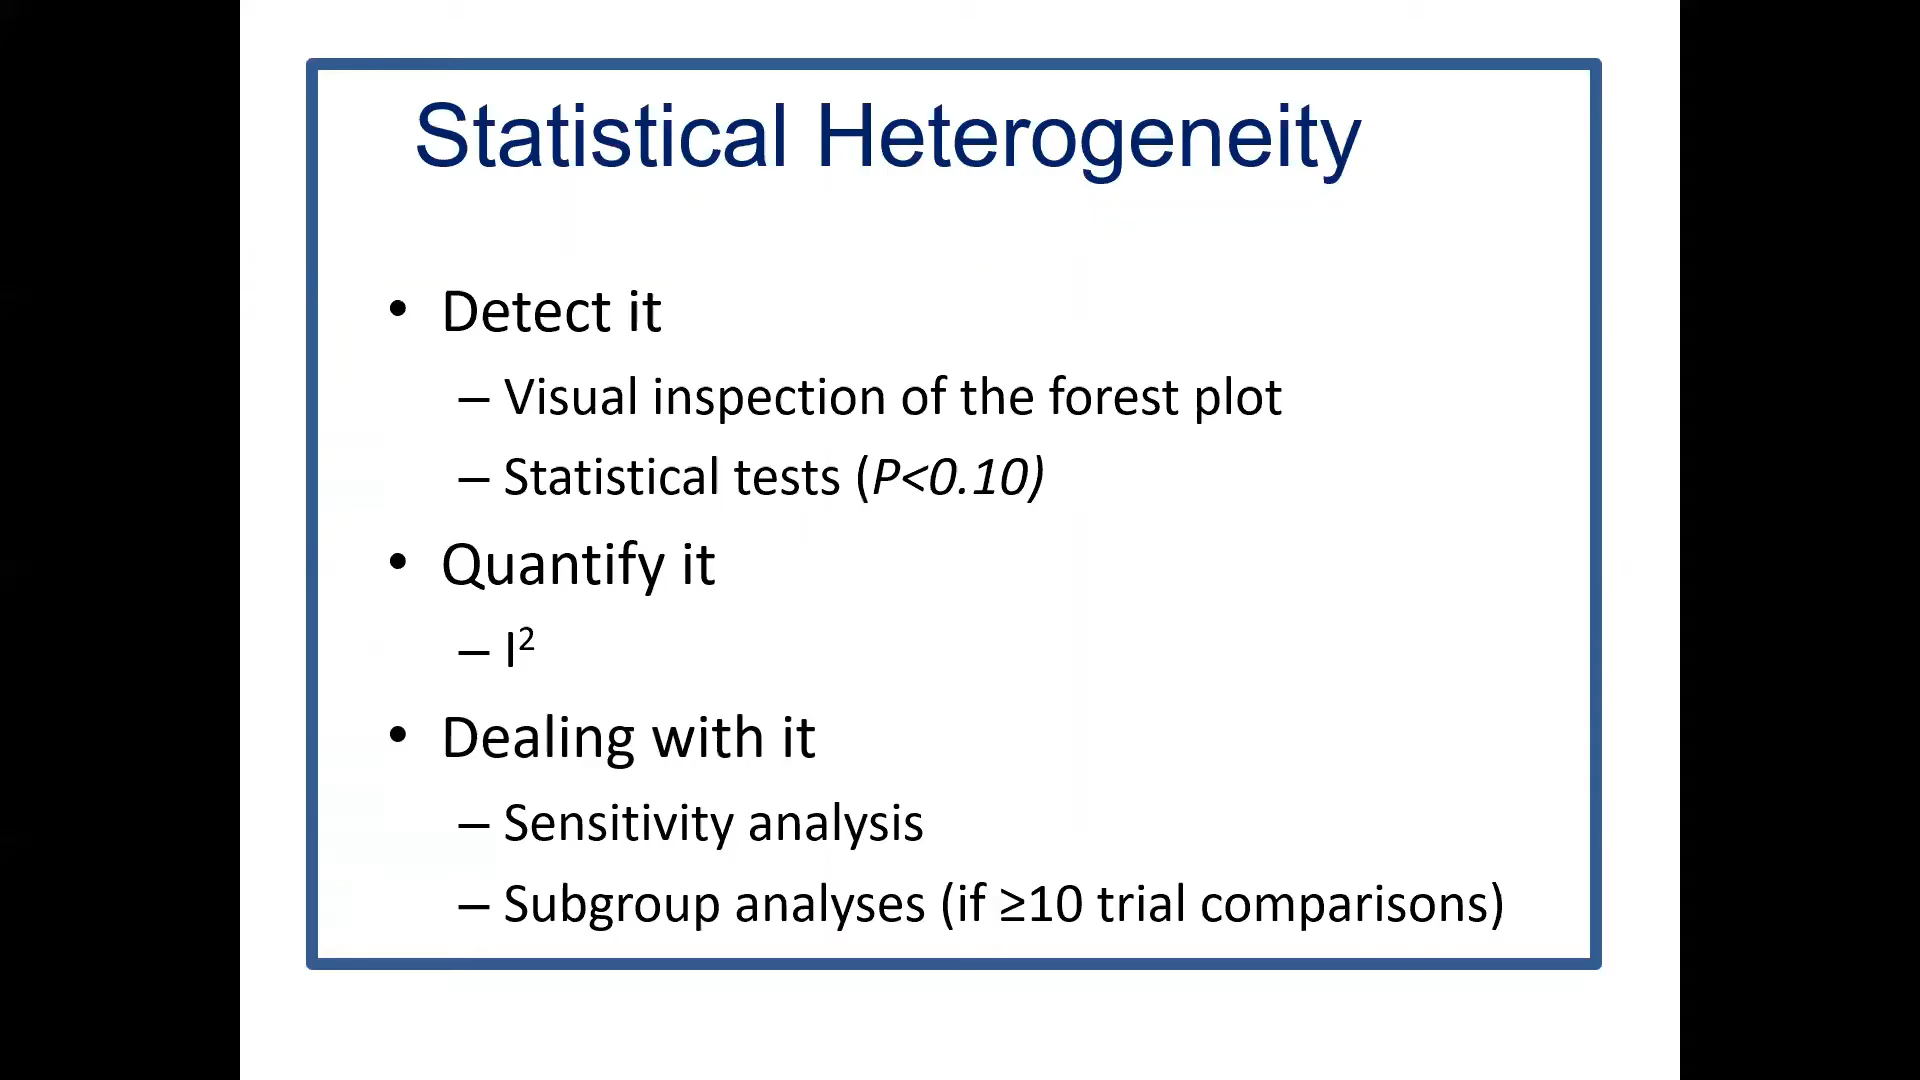 Statistical Heterogeneity
• Detect it
– Visual inspection of the forest plot
– Statistical tests (P<0.10)
• Quantify it
– I²
• Dealing with it
– Sensitivity analysis
– Subgroup analyses (if ≥10 trial comparisons)